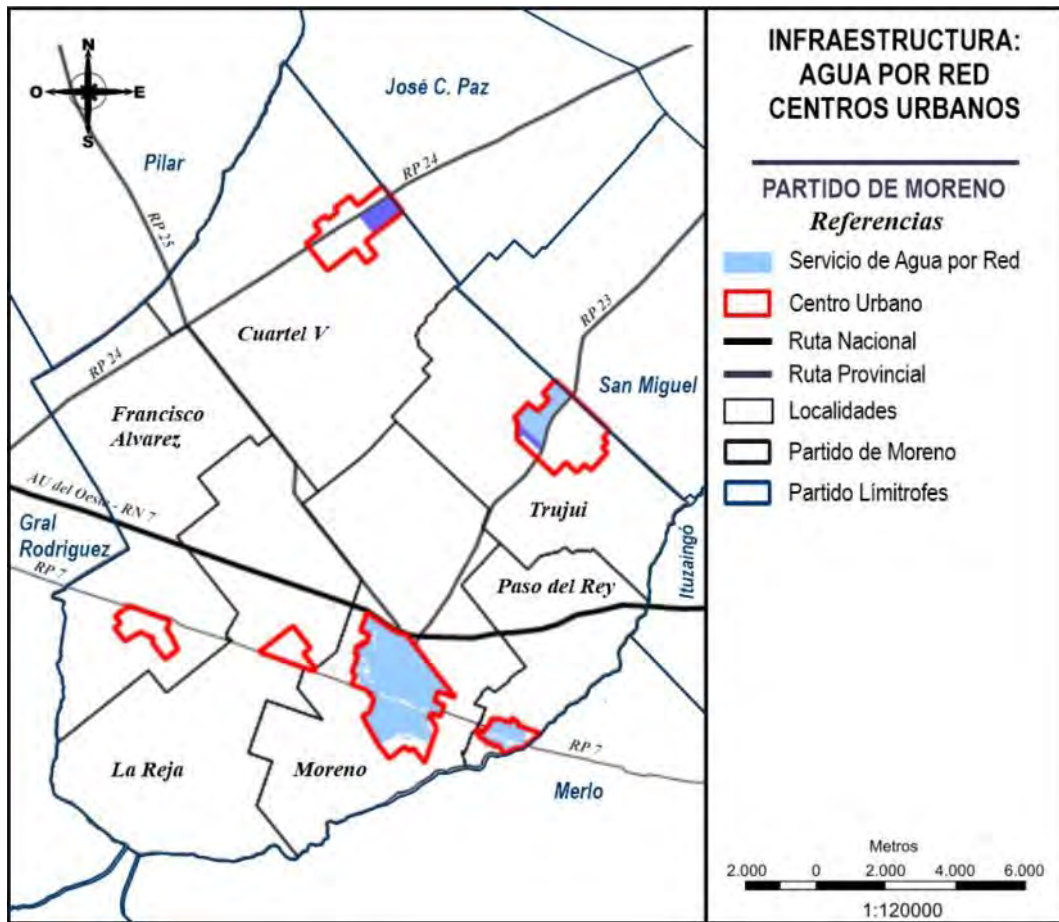 N
O
E
S
José C. Paz
Pilar
RP 24
RP 25
RP 23
Cuartel V
RP 24
San Miguel
Francisco
Alvarez
AU del Oeste - RN 7
Trujui
Gral
Rodriguez
RP 7
Ituzaingó
Paso del Rey
RP 7
La Reja
Moreno
Merlo
INFRAESTRUCTURA:
AGUA POR RED
CENTROS URBANOS
PARTIDO DE MORENO
Referencias
Servicio de Agua por Red
Centro Urbano
Ruta Nacional
Ruta Provincial
Localidades
Partido de Moreno
Partido Límitrofes
Metros
2.000 0 2.000 4.000 6.000
1:120000